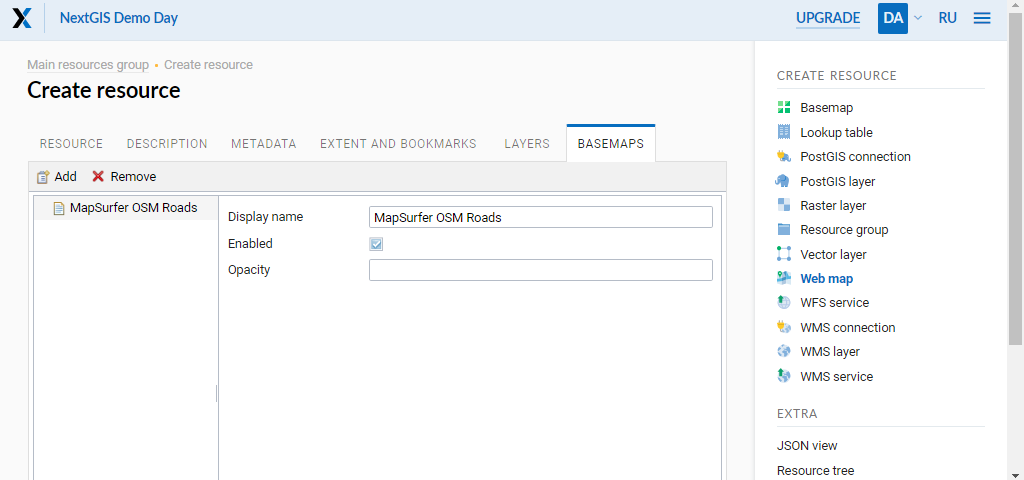 NextGIS Demo Day
UPGRADE
DA
RU
Main resources group • Create resource
Create resource
RESOURCE
DESCRIPTION
METADATA
EXTENT AND BOOKMARKS
LAYERS
BASEMAPS
Add
Remove
MapSurfer OSM Roads
Display name
MapSurfer OSM Roads
Enabled
Opacity
CREATE RESOURCE
Basemap
Lookup table
PostGIS connection
PostGIS layer
Raster layer
Resource group
Vector layer
Web map
WFS service
WMS connection
WMS layer
WMS service
EXTRA
JSON view
Resource tree